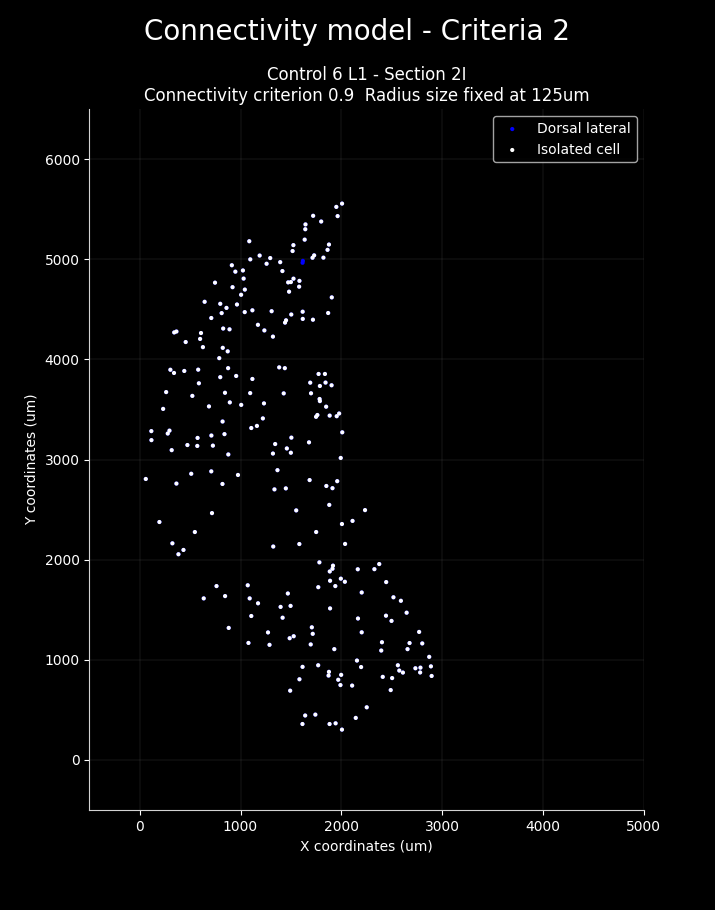 Connectivity model - Criteria 2
Control 6 L1 - Section 2I
Connectivity criterion 0.9  Radius size fixed at 125um
Dorsal lateral
Isolated cell
6000
5000
4000
3000
2000
1000
0
Y coordinates (um)
0 1000 2000 3000 4000 5000
X coordinates (um)